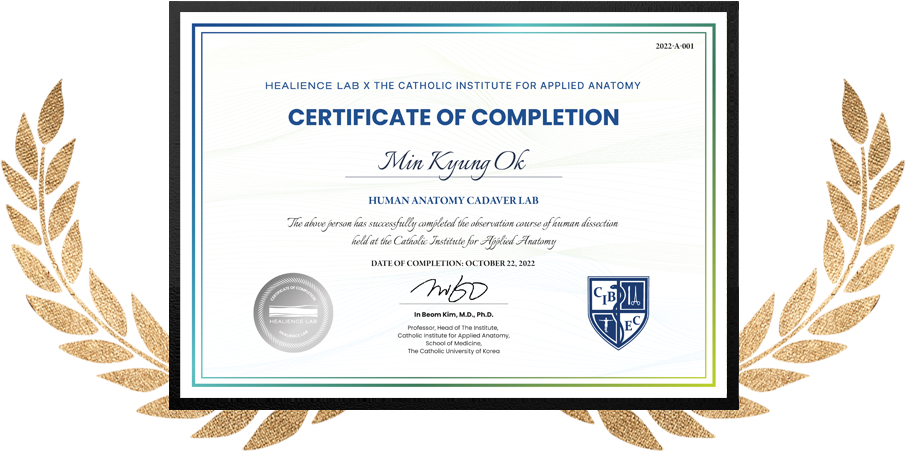 2022-A-001
HEALIENCE LAB X THE CATHOLIC INSTITUTE FOR APPLIED ANATOMY
CERTIFICATE OF COMPLETION
Min Kyung Ok
HUMAN ANATOMY CADAVER LAB
The above person has successfully completed the observation course of human dissection
held at the Catholic Institute for Applied Anatomy
DATE OF COMPLETION: OCTOBER 22, 2022
CERTIFICATE OF COMPLETION
HEALIENCE LAB
In Beom Kim, M.D., Ph.D.
Professor, Head of The Institute,
Catholic Institute for Applied Anatomy,
School of Medicine,
The Catholic University of Korea
CIB
EC